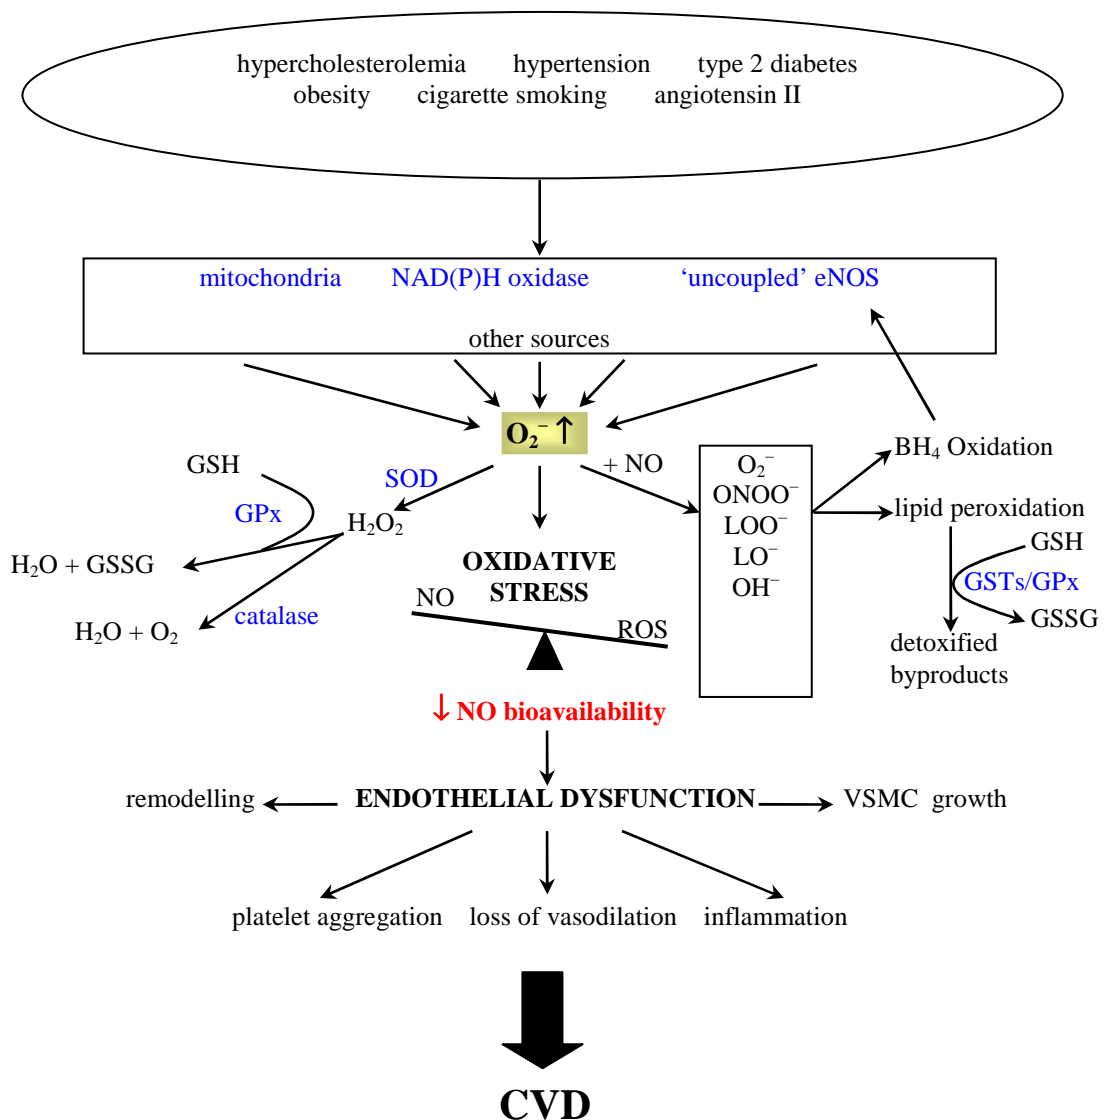 hypercholesterolemia hypertension type 2 diabetes
obesity cigarette smoking angiotensin II
mitochondria NAD(P)H oxidase ‘uncoupled’ eNOS
other sources
O₂⁻ ↑
+ NO
SOD
GSH
GPx
H₂O₂
H₂O + GSSG
catalase
H₂O + O₂
OXIDATIVE
STRESS
NO
ROS
O₂⁻
ONOO⁻
LOO⁻
LO⁻
OH⁻
BH₄ Oxidation
lipid peroxidation
GSH
GSTs/GPx
GSSG
detoxified
byproducts
↓ NO bioavailability
remodelling
ENDOTHELIAL DYSFUNCTION
VSMC growth
platelet aggregation
loss of vasodilation
inflammation
CVD